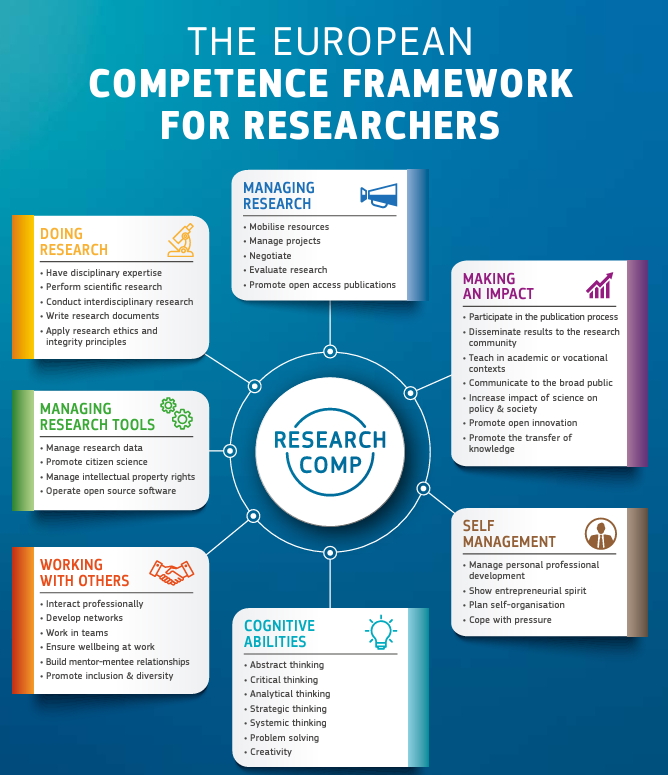 THE EUROPEAN
COMPETENCE FRAMEWORK
FOR RESEARCHERS
MANAGING
RESEARCH
• Mobilise resources
• Manage projects
• Negotiate
• Evaluate research
• Promote open access publications
DOING
RESEARCH
• Have disciplinary expertise
• Perform scientific research
• Conduct interdisciplinary research
• Write research documents
• Apply research ethics and
integrity principles
MAKING
AN IMPACT
• Participate in the publication process
• Disseminate results to the research
community
• Teach in academic or vocational
contexts
• Communicate to the broad public
• Increase impact of science on
policy & society
• Promote open innovation
• Promote the transfer of
knowledge
MANAGING
RESEARCH TOOLS
• Manage research data
• Promote citizen science
• Manage intellectual property rights
• Operate open source software
RESEARCH
COMP
SELF
MANAGEMENT
• Manage personal professional
development
• Show entrepreneurial spirit
• Plan self-organisation
• Cope with pressure
WORKING
WITH OTHERS
• Interact professionally
• Develop networks
• Work in teams
• Ensure wellbeing at work
• Build mentor-mentee relationships
• Promote inclusion & diversity
COGNITIVE
ABILITIES
• Abstract thinking
• Critical thinking
• Analytical thinking
• Strategic thinking
• Systemic thinking
• Problem solving
• Creativity